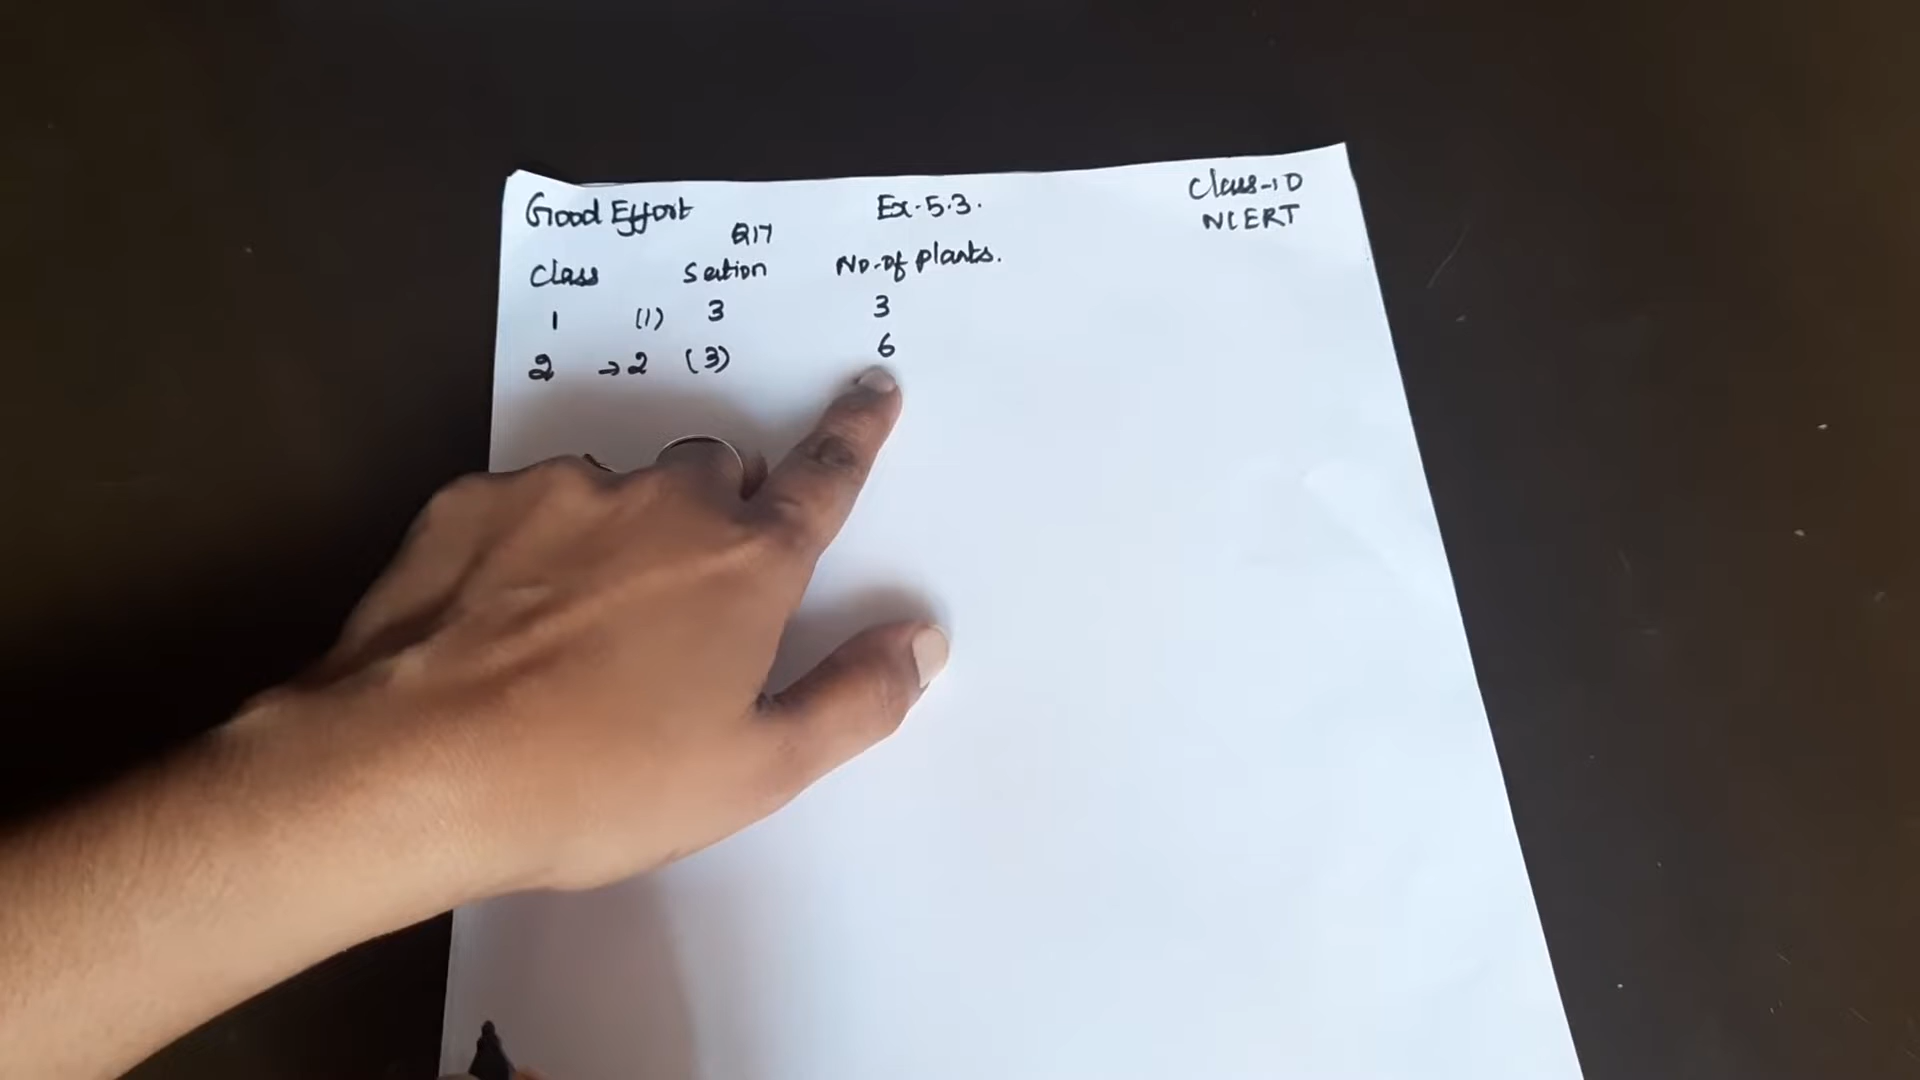 Good Effort Ex. 5.3. Class-10
Q17 NCERT
Class Section No. of plants.
1 (1) 3 3
2 → 2 (3) 6